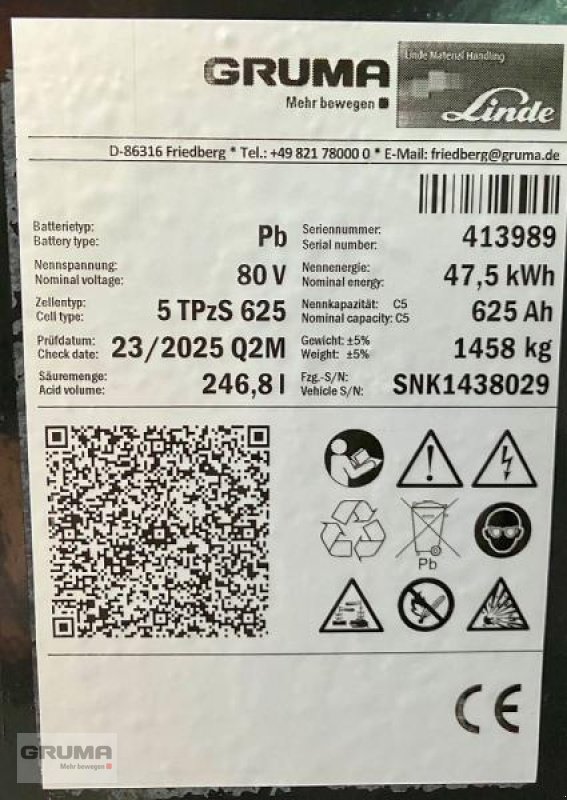 GRUMA
Mehr bewegen
Linde Material Handling
Linde
D-86316 Friedberg * Tel.: +49 821 78000 0 * E-Mail: friedberg@gruma.de
Batterietyp:
Battery type:
Pb
Seriennummer:
Serial number:
413989
Nennspannung:
Nominal voltage:
80 V
Nennenergie:
Nominal energy:
47,5 kWh
Zellentyp:
Cell type:
5 TPzS 625
Nennkapazität: C5
Nominal capacity: C5
625 Ah
Prüfdatum:
Check date:
23/2025 Q2M
Gewicht: ±5%
Weight: ±5%
1458 kg
Säuremenge:
Acid volume:
246,8 l
Fzg.-S/N:
Vehicle S/N:
SNK1438029
Pb
CE
GRUMA
Mehr bewegen